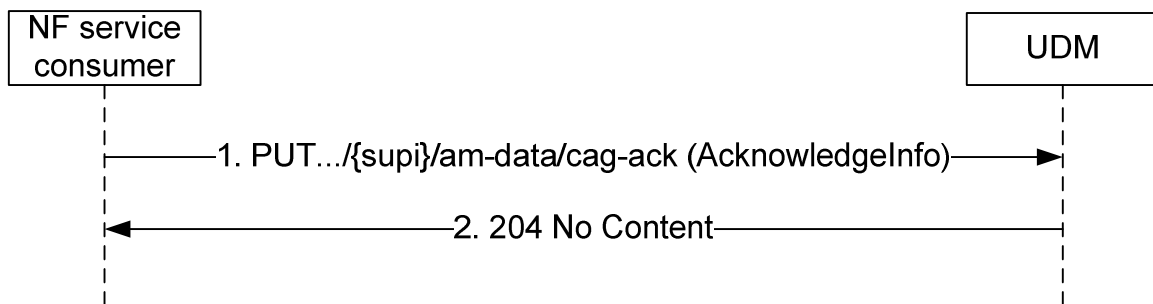 NF service
consumer
UDM
1. PUT.../{supi}/am-data/cag-ack (AcknowledgeInfo)
2. 204 No Content